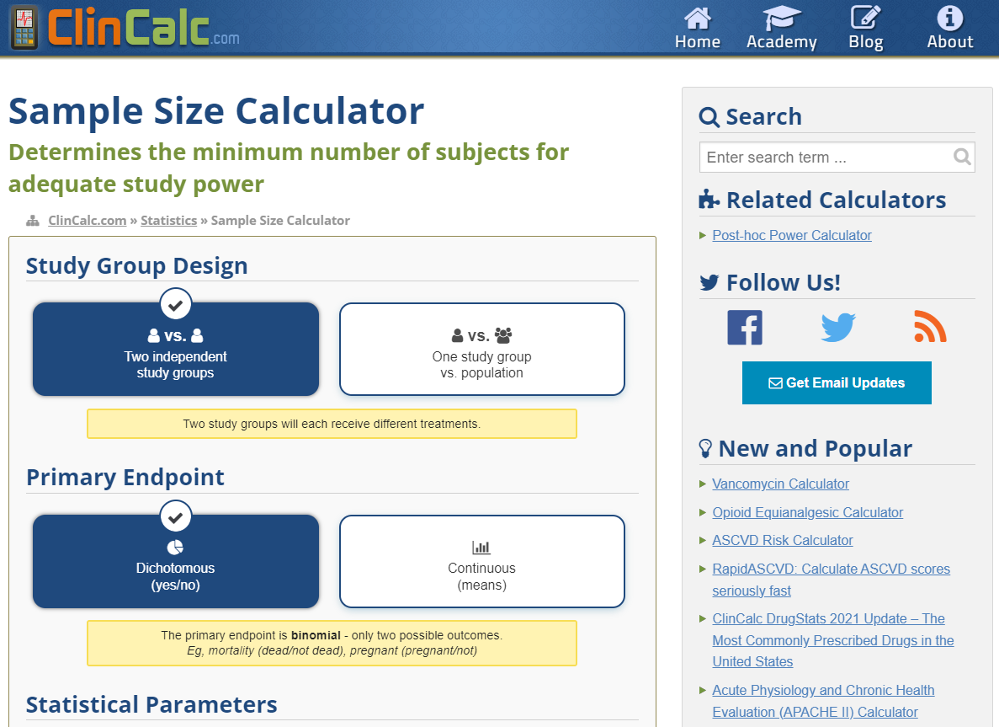 ClinCalc.com
Home
Academy
Blog
About
Sample Size Calculator
Determines the minimum number of subjects for
adequate study power
ClinCalc.com » Statistics » Sample Size Calculator
Study Group Design
vs.
Two independent
study groups
vs.
One study group
vs. population
Two study groups will each receive different treatments.
Primary Endpoint
Dichotomous
(yes/no)
Continuous
(means)
The primary endpoint is binomial - only two possible outcomes.
Eg, mortality (dead/not dead), pregnant (pregnant/not)
Statistical Parameters
Search
Enter search term ...
Related Calculators
Post-hoc Power Calculator
Follow Us!
Get Email Updates
New and Popular
Vancomycin Calculator
Opioid Equianalgesic Calculator
ASCVD Risk Calculator
RapidASCVD: Calculate ASCVD scores
seriously fast
ClinCalc DrugStats 2021 Update – The
Most Commonly Prescribed Drugs in the
United States
Acute Physiology and Chronic Health
Evaluation (APACHE II) Calculator